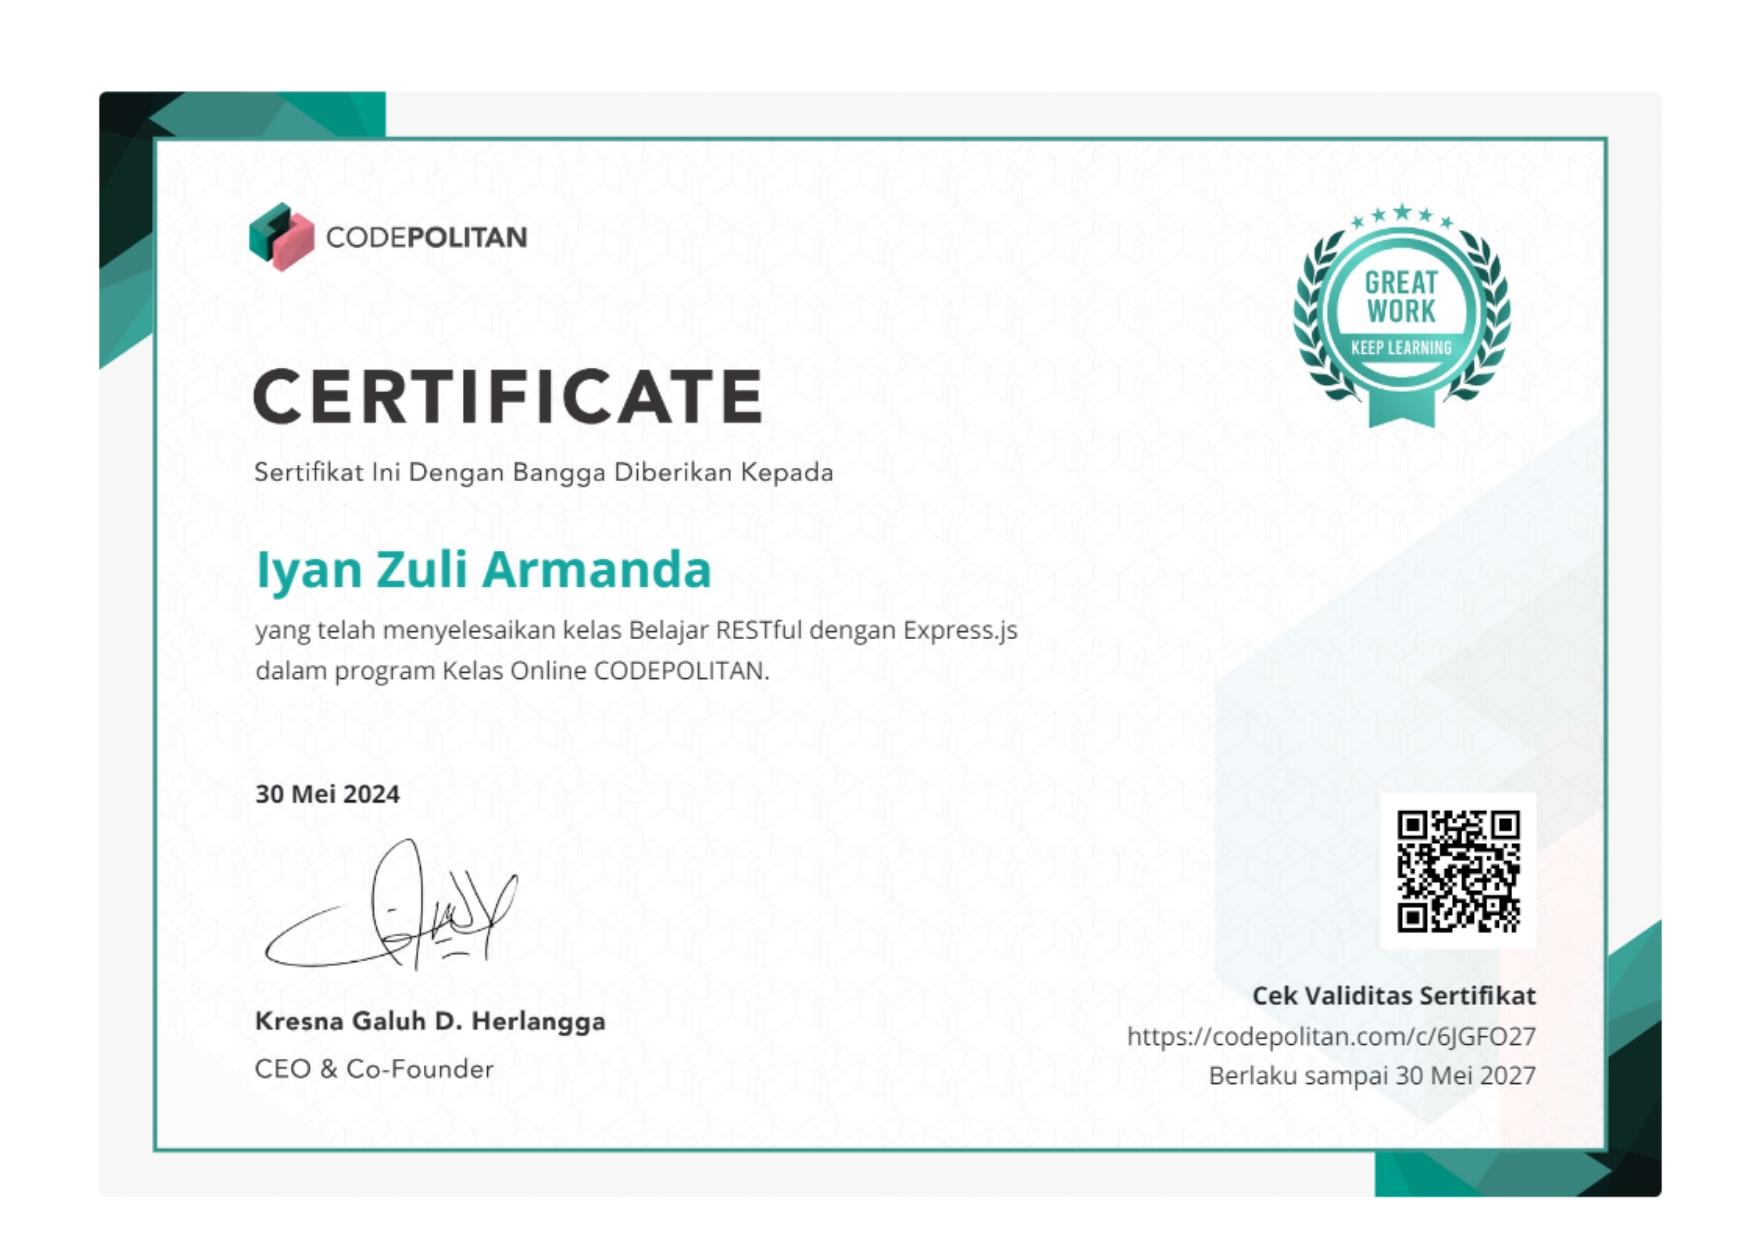 CODEPOLITAN
GREAT
WORK
KEEP LEARNING
CERTIFICATE
Sertifikat Ini Dengan Bangga Diberikan Kepada
Iyan Zuli Armanda
yang telah menyelesaikan kelas Belajar RESTful dengan Express.js
dalam program Kelas Online CODEPOLITAN.
30 Mei 2024
Kresna Galuh D. Herlangga
CEO & Co-Founder
Cek Validitas Sertifikat
https://codepolitan.com/c/6JGFO27
Berlaku sampai 30 Mei 2027